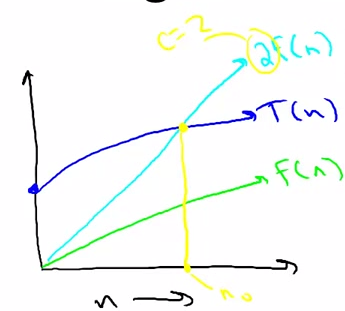 c=2
2f(n)
T(n)
f(n)
n →
n₀